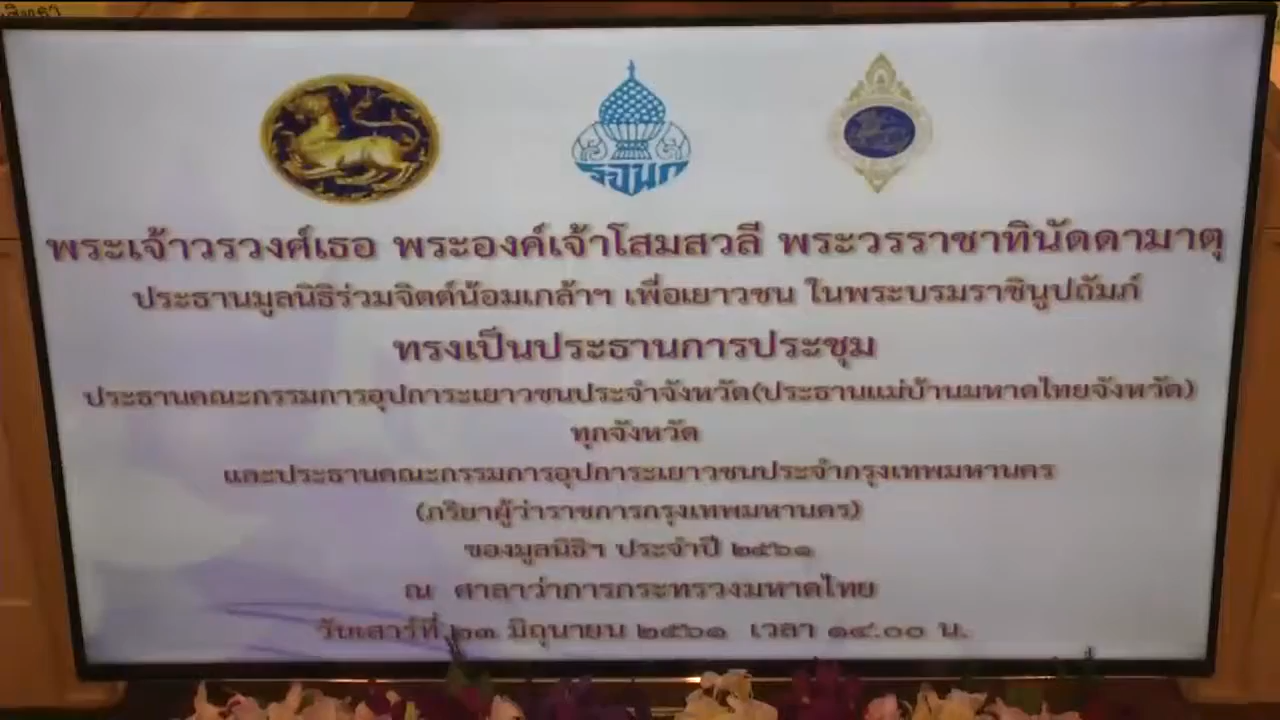 รอนก
พระเจ้าวรวงศ์เธอ พระองค์เจ้าโสมสวลี พระวรราชาทินัดดามาตุ
ประธานมูลนิธิร่วมจิตต์น้อมเกล้าฯ เพื่อเยาวชน ในพระบรมราชินูปถัมภ์
ทรงเป็นประธานการประชุม
ประธานคณะกรรมการอุปการะเยาวชนประจำจังหวัด(ประธานแม่บ้านมหาดไทยจังหวัด)
ทุกจังหวัด
และประธานคณะกรรมการอุปการะเยาวชนประจำกรุงเทพมหานคร
(ภริยาผู้ว่าราชการกรุงเทพมหานคร)
ของมูลนิธิฯ ประจำปี ๒๕๖๑
ณ ศาลาว่าการกระทรวงมหาดไทย
วันเสาร์ที่ ๒๓ มิถุนายน ๒๕๖๑ เวลา ๑๔.๐๐ น.